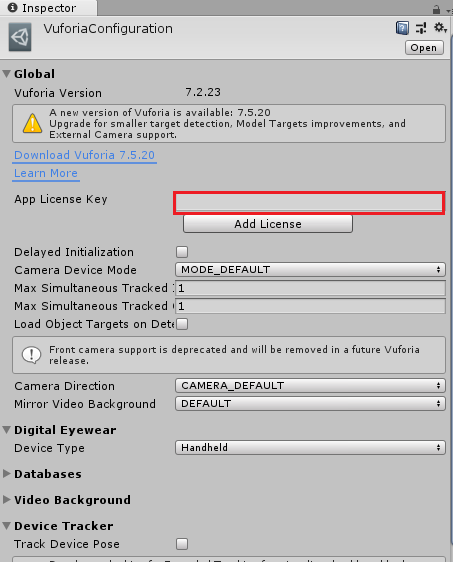 Inspector
VuforiaConfiguration
Open
Global
Vuforia Version 7.2.23
A new version of Vuforia is available: 7.5.20
Upgrade for smaller target detection, Model Targets improvements, and
External Camera support.
Download Vuforia 7.5.20
Learn More
App License Key
Add License
Delayed Initialization
Camera Device Mode MODE_DEFAULT
Max Simultaneous Tracked 1
Max Simultaneous Tracked 1
Load Object Targets on Dete
Front camera support is deprecated and will be removed in a future Vuforia
release.
Camera Direction CAMERA_DEFAULT
Mirror Video Background DEFAULT
Digital Eyewear
Device Type Handheld
Databases
Video Background
Device Tracker
Track Device Pose